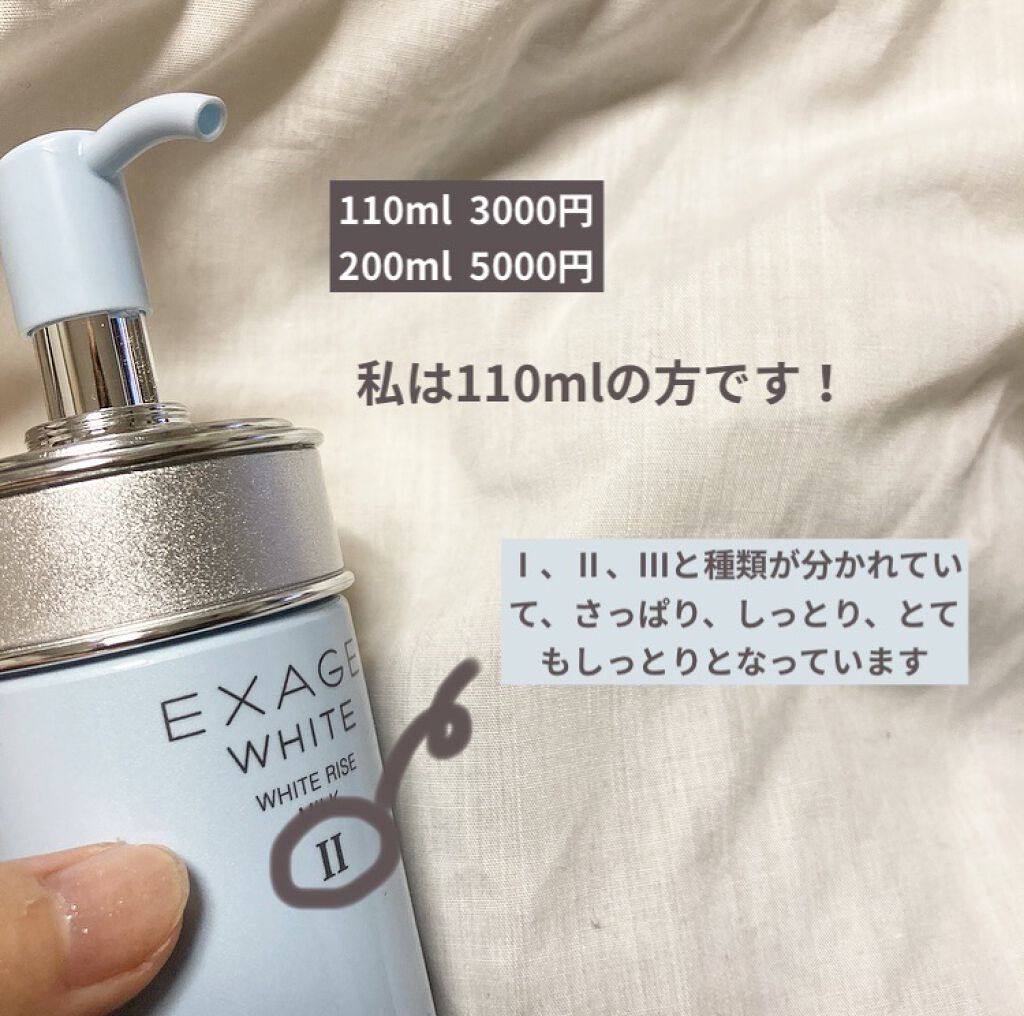 110ml 3000円
200ml 5000円
私は110mlの方です！
Ⅰ、Ⅱ、Ⅲと種類が分かれてい
て、さっぱり、しっとり、とて
もしっとりとなっています
EXAGE
WHITE
WHITE RISE
MILK
II